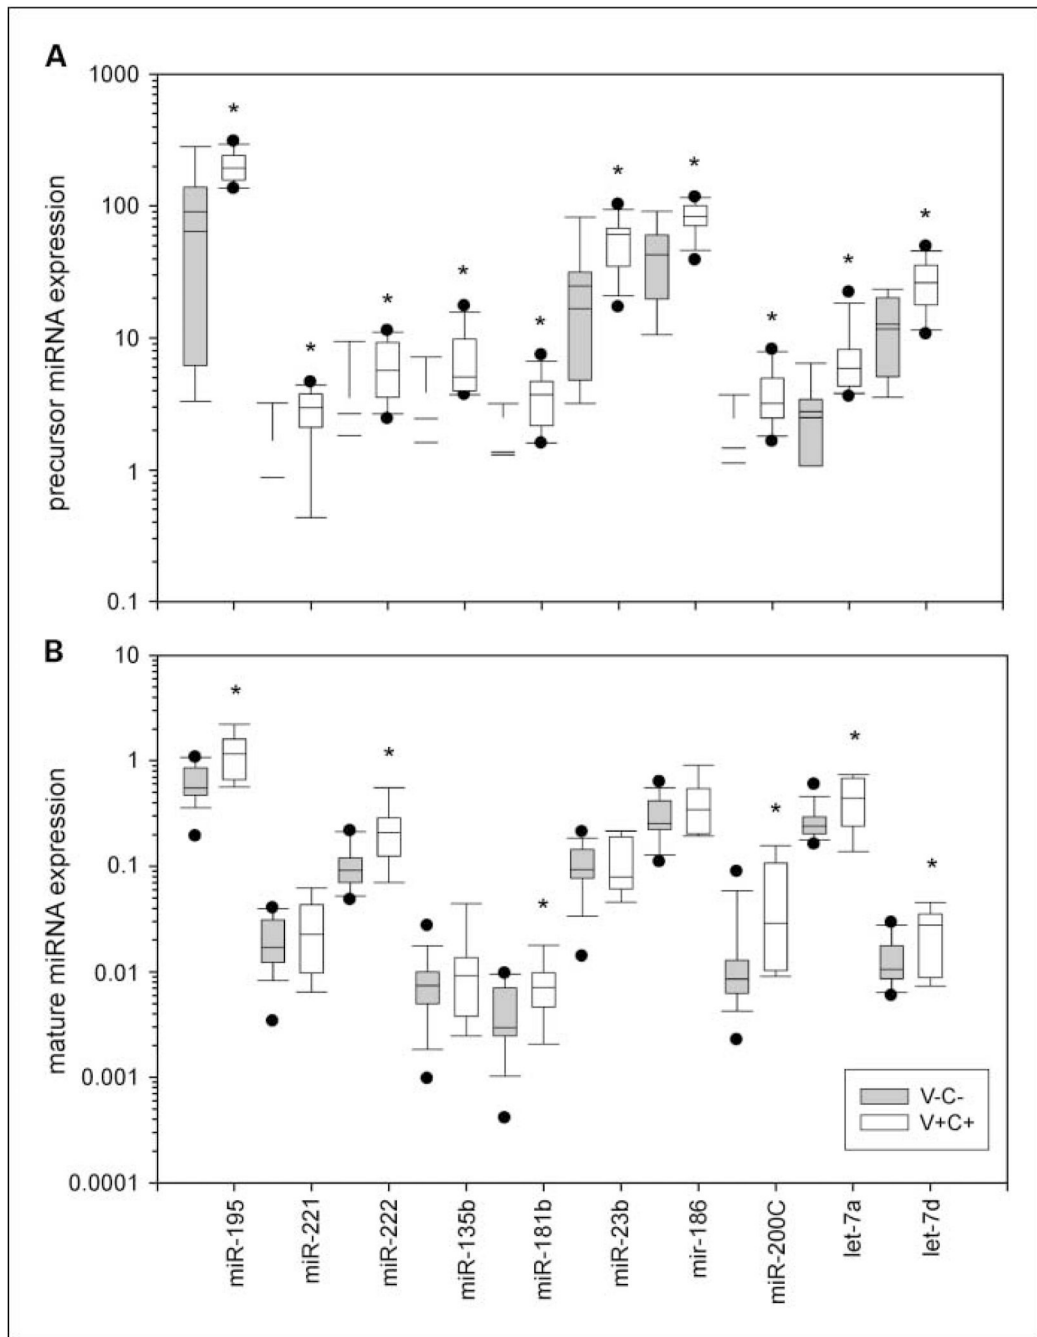 A
1000
100
10
1
0.1
precursor miRNA expression
* * * * * * * * * *
B
10
1
0.1
0.01
0.001
0.0001
mature miRNA expression
* * * * * *
V-C-
V+C+
miR-195
miR-221
miR-222
miR-135b
miR-181b
miR-23b
mir-186
miR-200C
let-7a
let-7d